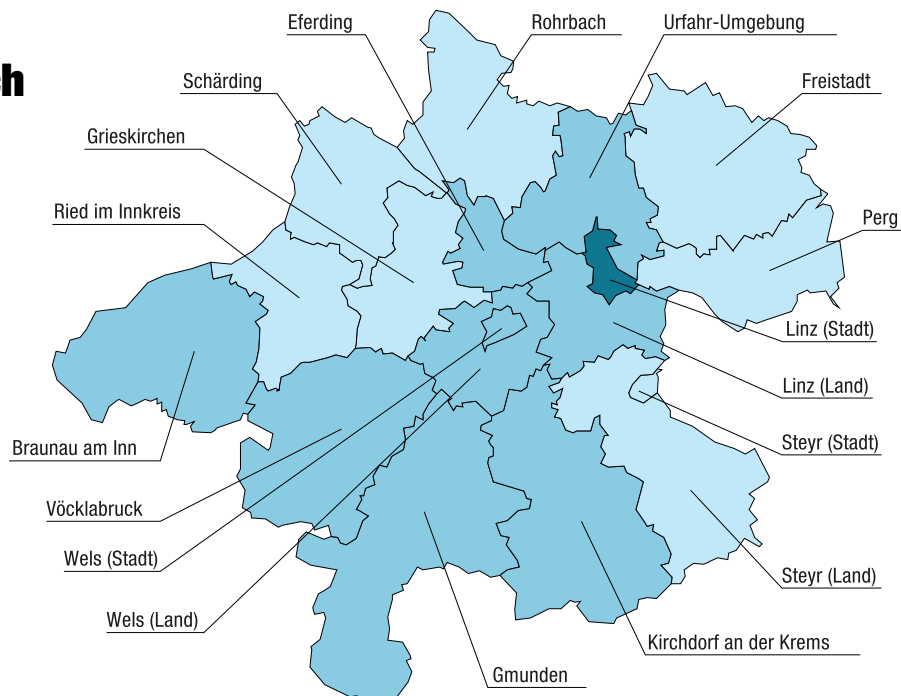 ch
Eferding
Rohrbach
Urfahr-Umgebung
Schärding
Freistadt
Grieskirchen
Ried im Innkreis
Perg
Linz (Stadt)
Linz (Land)
Steyr (Stadt)
Braunau am Inn
Vöcklabruck
Wels (Stadt)
Steyr (Land)
Wels (Land)
Kirchdorf an der Krems
Gmunden